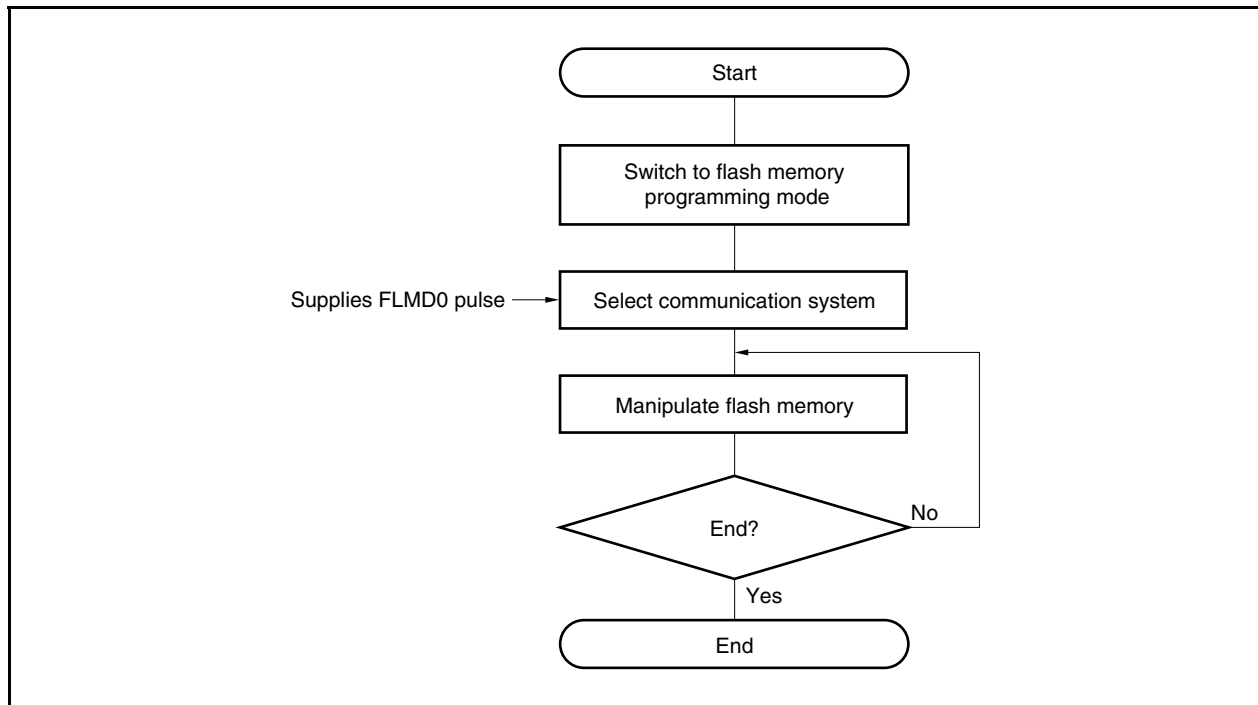 Start
Switch to flash memory
programming mode
Supplies FLMD0 pulse
Select communication system
Manipulate flash memory
End?
No
Yes
End